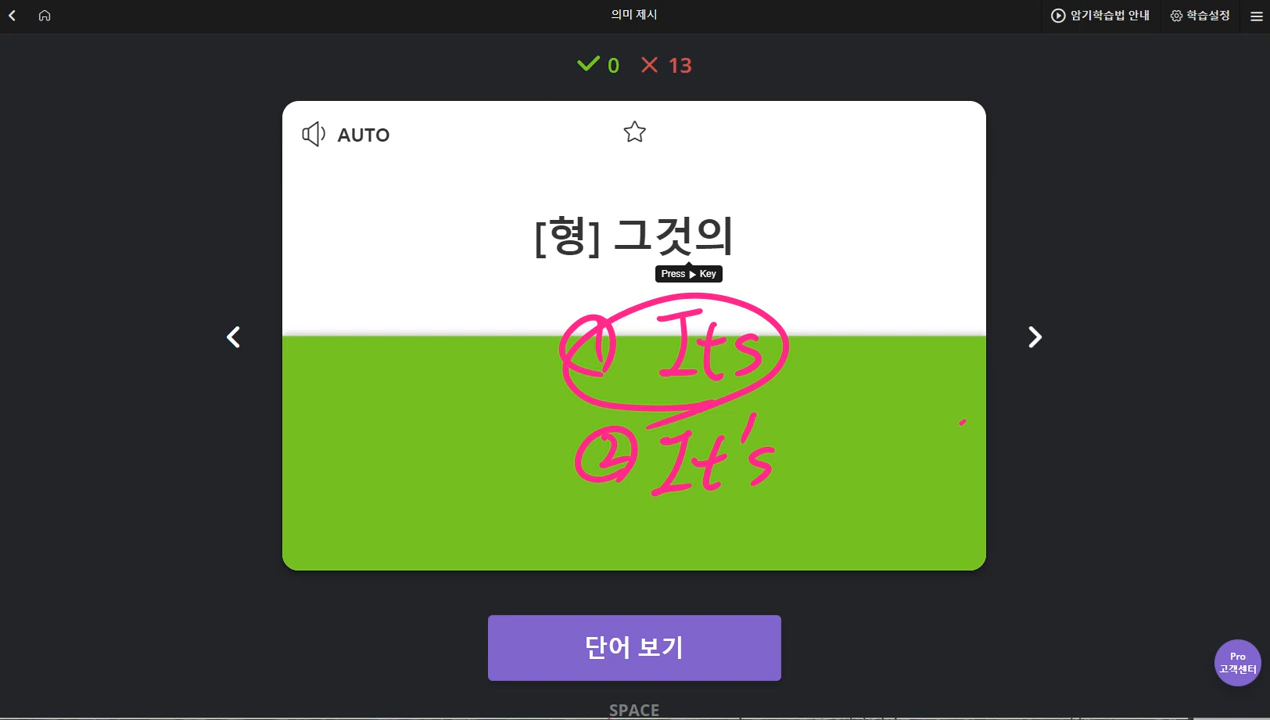 의미 제시
암기학습법 안내
학습설정
0 13
AUTO
[형] 그것의
Press ▶ Key
① Its
② It's
단어 보기
SPACE
Pro
고객센터